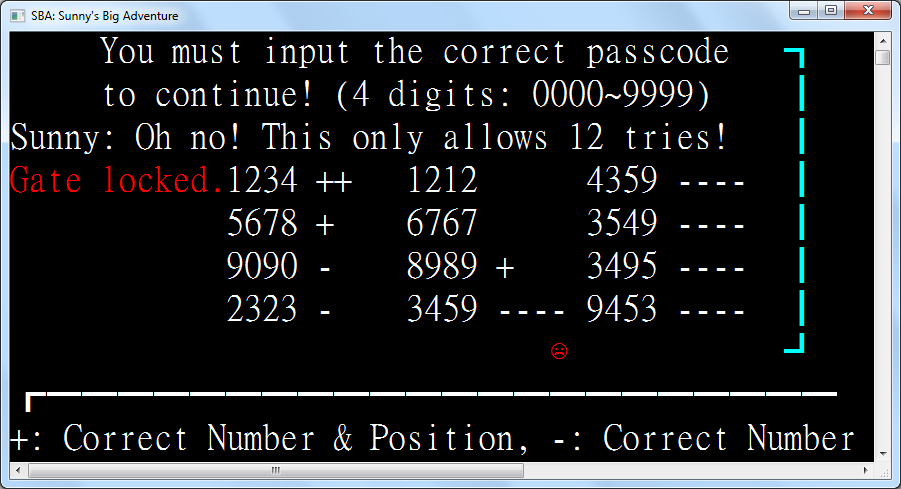 SBA: Sunny's Big Adventure
You must input the correct passcode
to continue! (4 digits: 0000~9999)
Sunny: Oh no! This only allows 12 tries!
Gate locked.1234 ++ 1212 4359 ----
5678 + 6767 3549 ----
9090 - 8989 + 3495 ----
2323 - 3459 ---- 9453 ----
+: Correct Number & Position, -: Correct Number